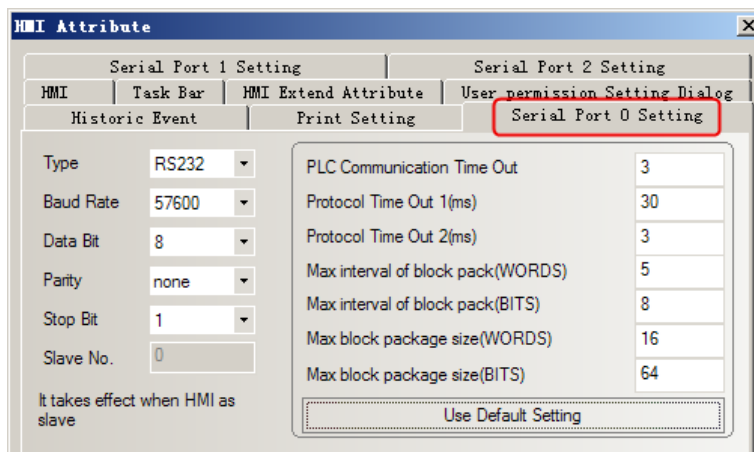 HMI Attribute
Serial Port 1 Setting
Serial Port 2 Setting
HMI
Task Bar
HMI Extend Attribute
User permission Setting Dialog
Historic Event
Print Setting
Serial Port 0 Setting
Type
RS232
Baud Rate
57600
Data Bit
8
Parity
none
Stop Bit
1
Slave No.
0
It takes effect when HMI as
slave
PLC Communication Time Out
3
Protocol Time Out 1(ms)
30
Protocol Time Out 2(ms)
3
Max interval of block pack(WORDS)
5
Max interval of block pack(BITS)
8
Max block package size(WORDS)
16
Max block package size(BITS)
64
Use Default Setting